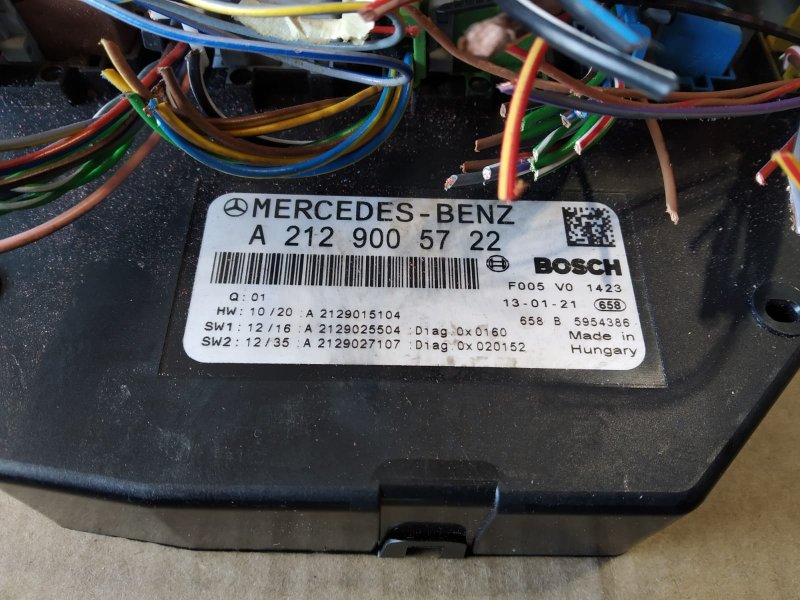 MERCEDES-BENZ
A 212 900 57 22
BOSCH
F005 V0 1423
Q: 01
13-01-21 658
HW: 10/20 :A 2129015104
658 B 5954386
SW1: 12/16 :A 2129025504 :Diag 0x0160
Made in
SW2: 12/35 :A 2129027107 :Diag 0x020152
Hungary